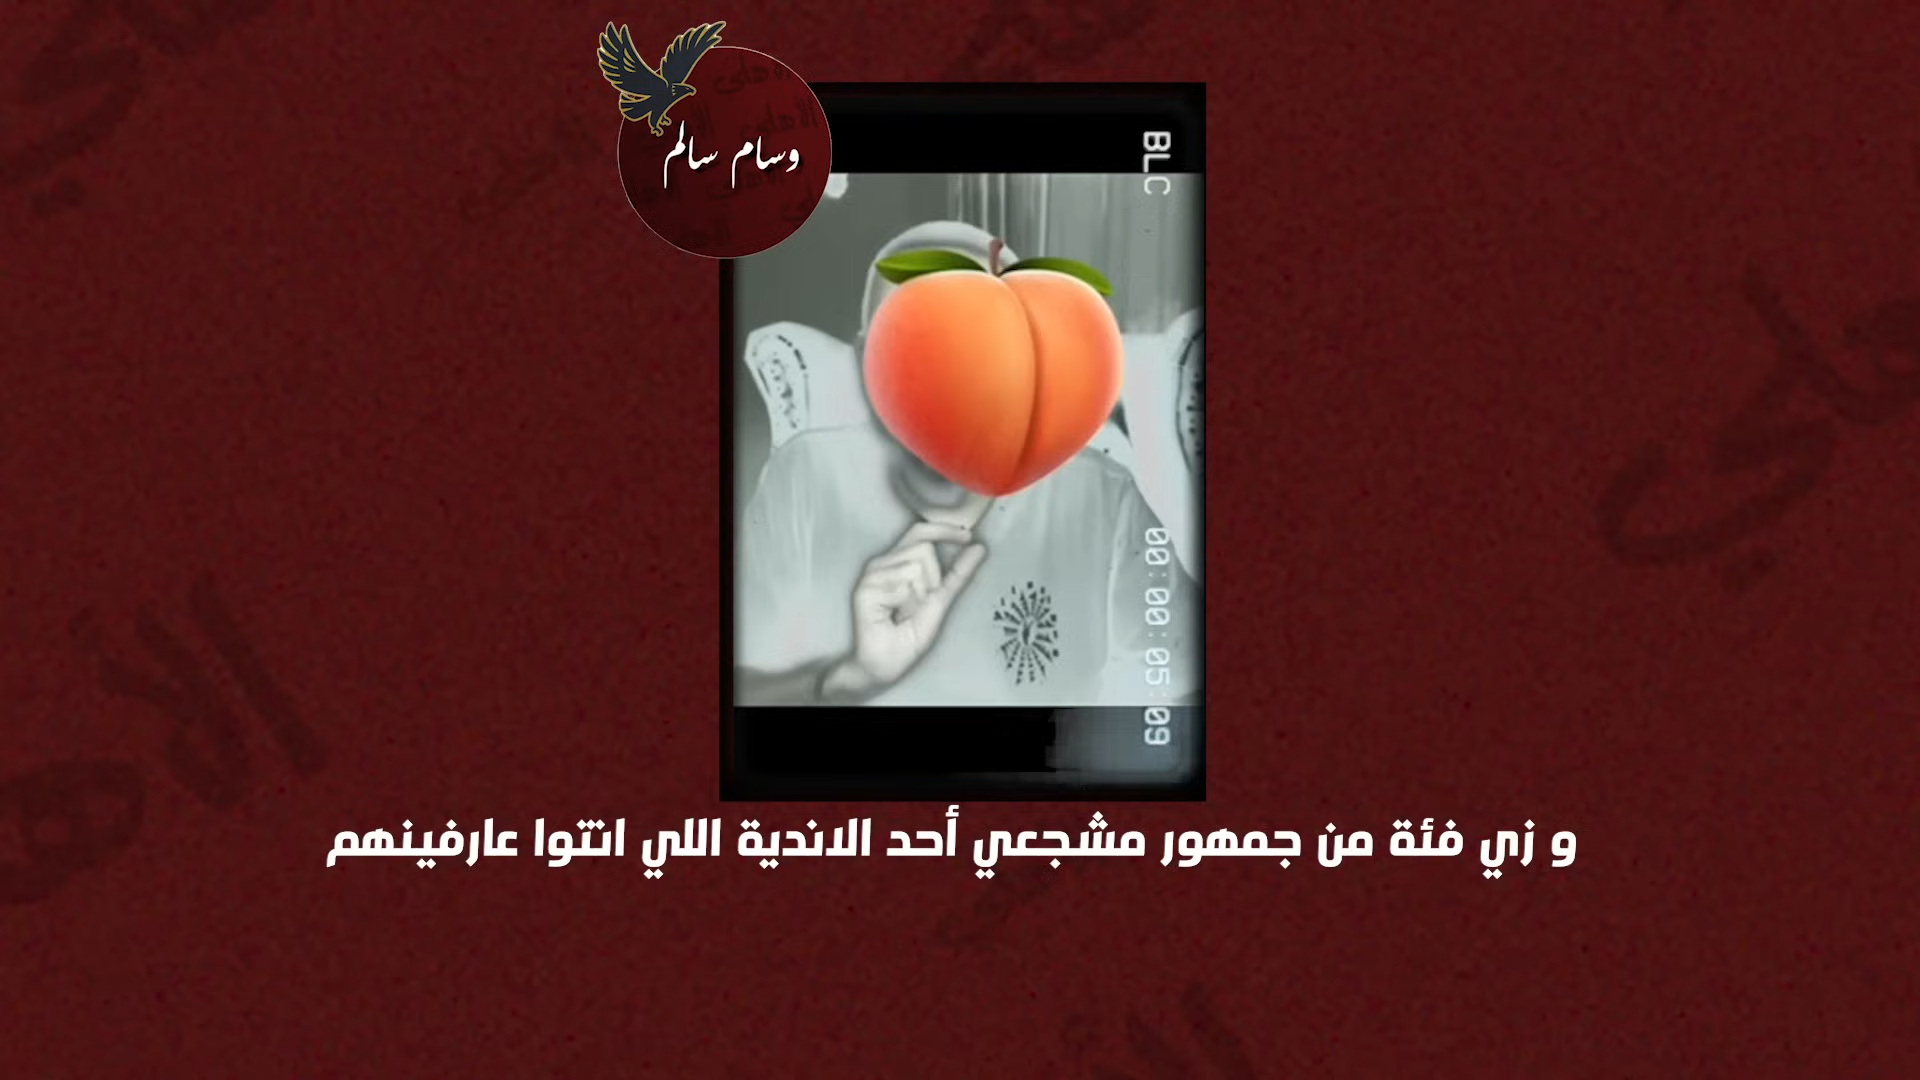 وسام سالم
BLC
00:00:05:09
و زي فئة من جمهور مشجعي أحد الاندية اللي انتوا عارفينهم